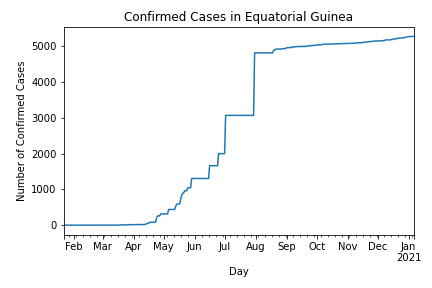 Confirmed Cases in Equatorial Guinea
Number of Confirmed Cases
5000
4000
3000
2000
1000
0
Feb Mar Apr May Jun Jul Aug Sep Oct Nov Dec Jan
2021
Day